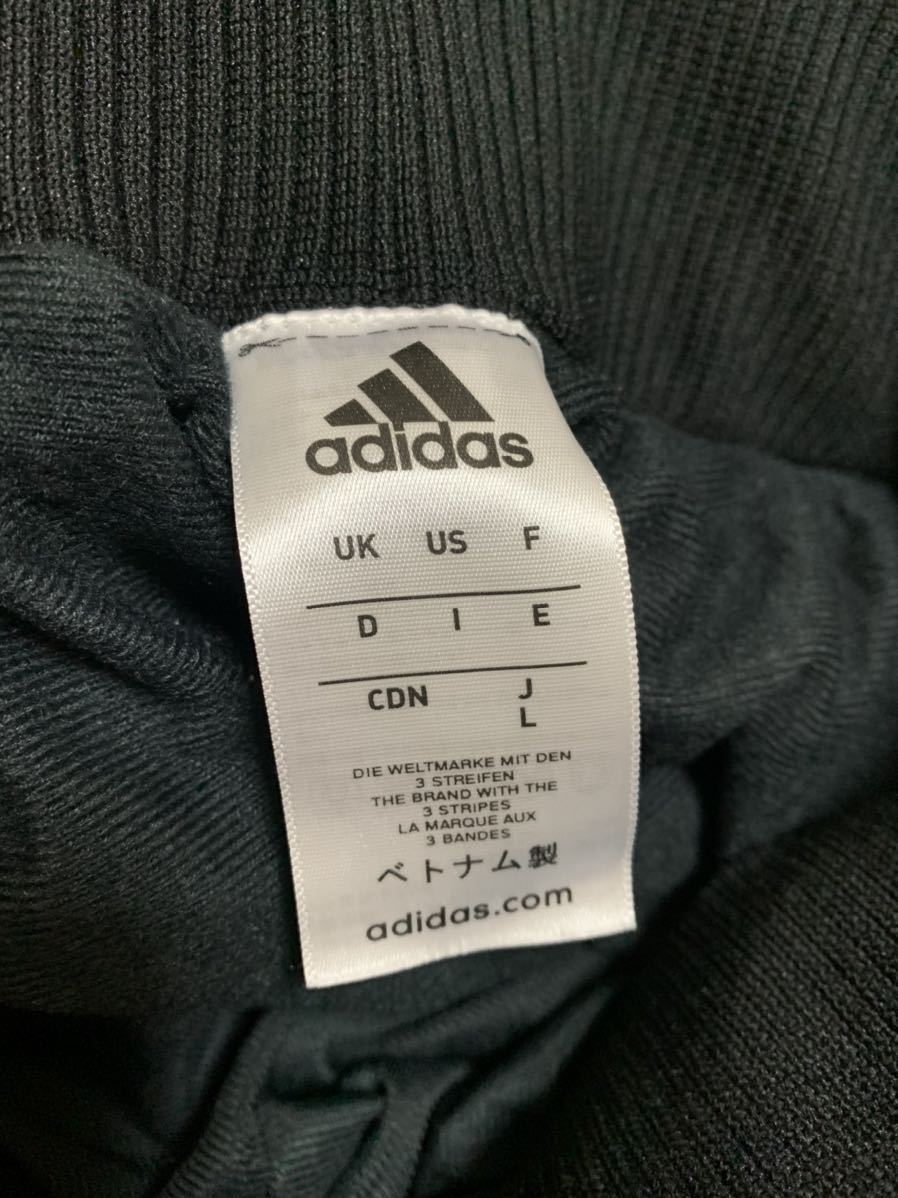 adidas
UK US F
D I E
CDN J
L
DIE WELTMARKE MIT DEN
3 STREIFEN
THE BRAND WITH THE
3 STRIPES
LA MARQUE AUX
3 BANDES
ベトナム製
adidas.com